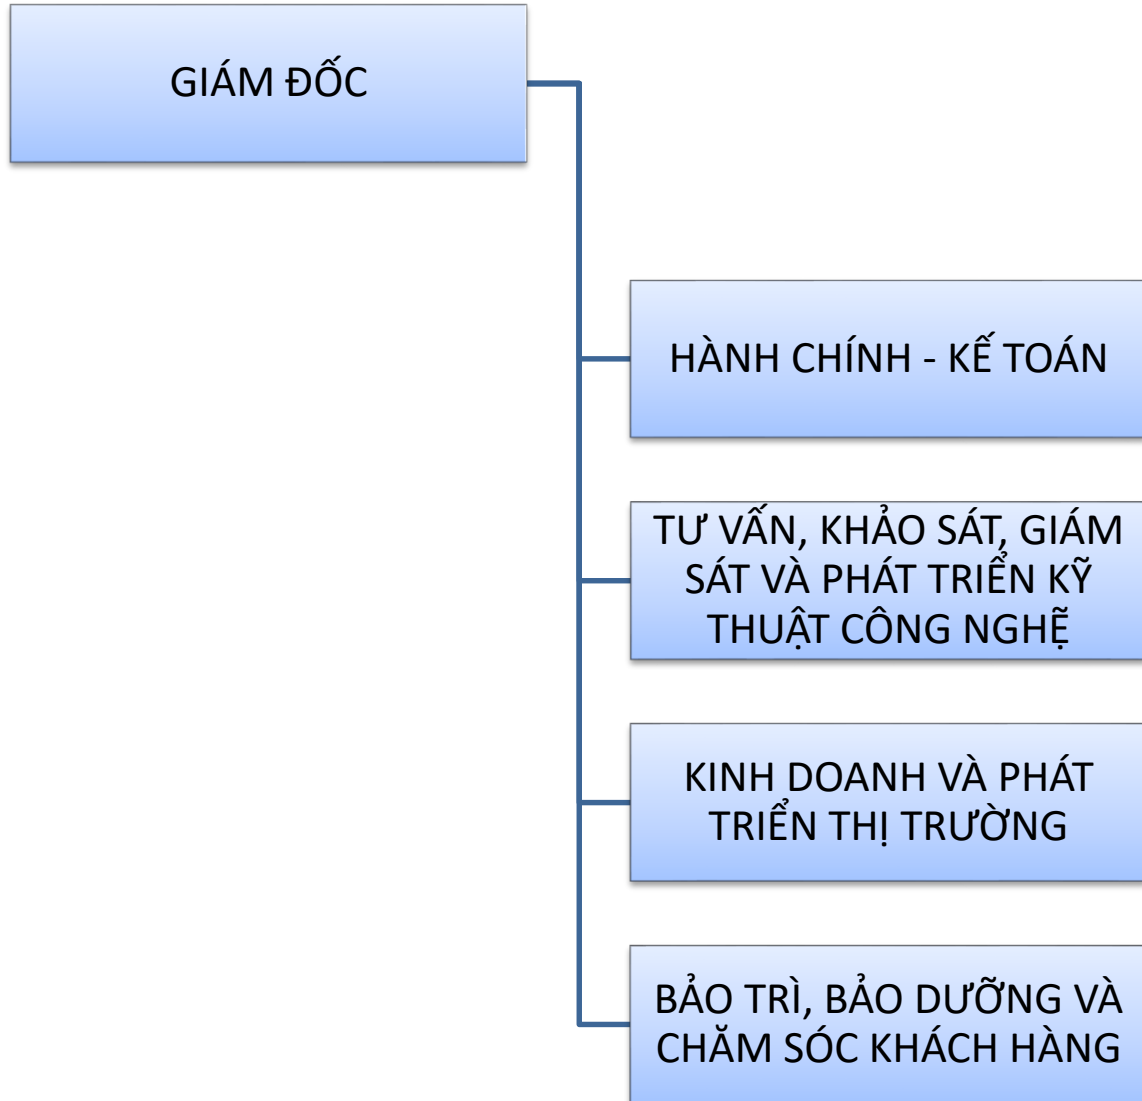 GIÁM ĐỐC
HÀNH CHÍNH - KẾ TOÁN
TƯ VẤN, KHẢO SÁT, GIÁM
SÁT VÀ PHÁT TRIỂN KỸ
THUẬT CÔNG NGHẸ̃
KINH DOANH VÀ PHÁT
TRIỂN THỊ TRƯỜNG
BẢO TRÌ, BẢO DƯỠNG VÀ
CHĂM SÓC KHÁCH HÀNG